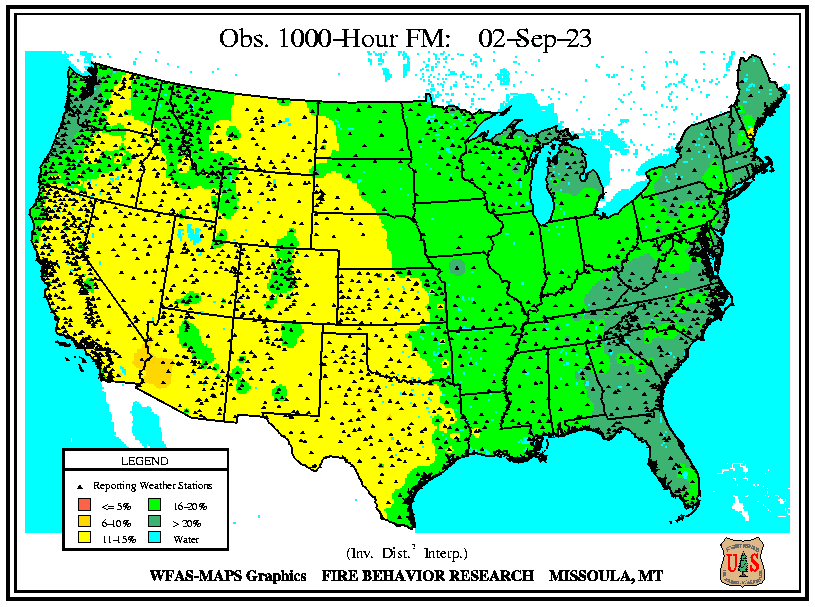 Obs. 1000-Hour FM: 02-Sep-23
LEGEND
Reporting Weather Stations
<= 5% 16-20%
6-10% > 20%
11-15% Water
(Inv. Dist.² Interp.)
WFAS-MAPS Graphics FIRE BEHAVIOR RESEARCH MISSOULA, MT
U S